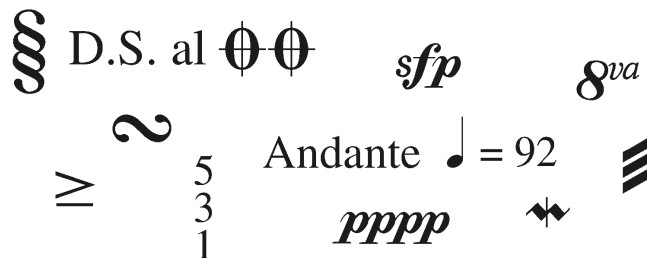 § D.S. al 𝄌𝄌
sfp
8va
Andante ♩ = 92
≥
5
3
1
pppp